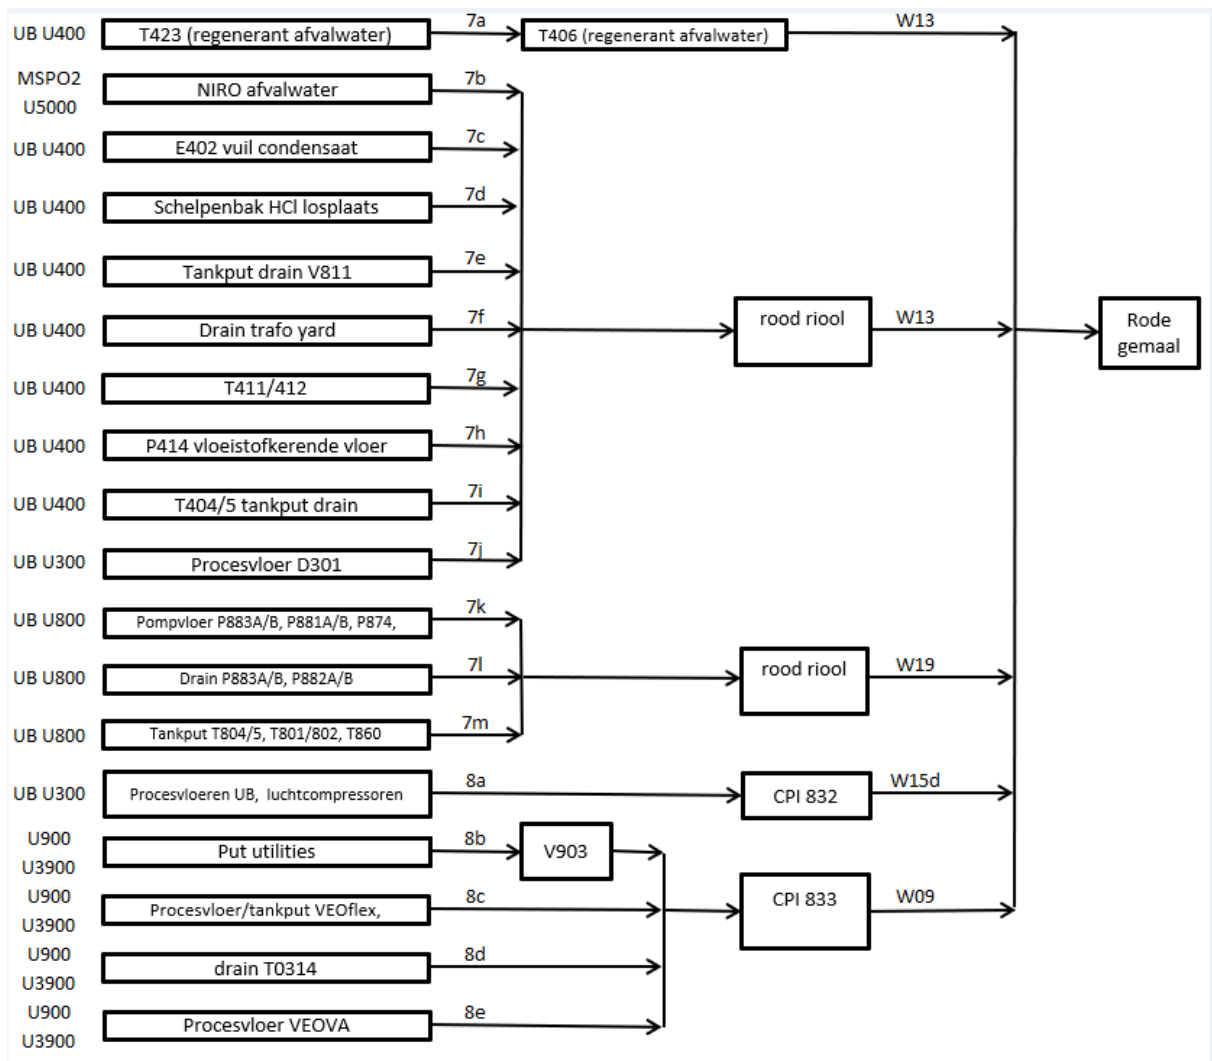 UB U400 T423 (regenerant afvalwater) 7a T406 (regenerant afvalwater) W13
MSPO2
U5000
NIRO afvalwater 7b
UB U400 E402 vuil condensaat 7c
UB U400 Schelpenbak HCl losplaats 7d
UB U400 Tankput drain V811 7e
UB U400 Drain trafo yard 7f rood riool W13 Rode
gemaal
UB U400 T411/412 7g
UB U400 P414 vloeistofkerende vloer 7h
UB U400 T404/5 tankput drain 7i
UB U300 Procesvloer D301 7j
UB U800 Pompvloer P883A/B, P881A/B, P874, 7k
UB U800 Drain P883A/B, P882A/B 7l rood riool W19
UB U800 Tankput T804/5, T801/802, T860 7m
UB U300 Procesvloeren UB, luchtcompressoren 8a CPI 832 W15d
U900
U3900
Put utilities 8b V903
U900
U3900
Procesvloer/tankput VEOflex, 8c CPI 833 W09
U900
U3900
drain T0314 8d
U900
U3900
Procesvloer VEOVA 8e